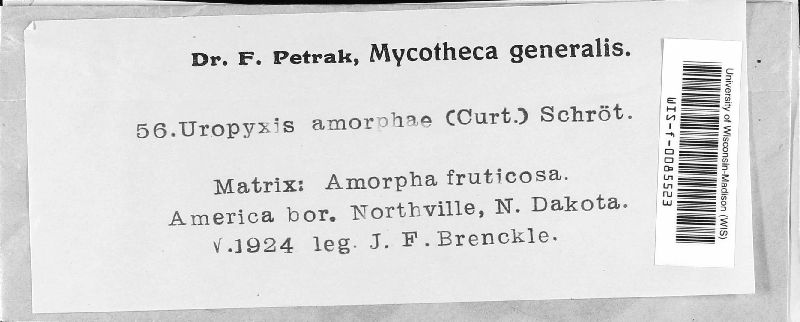 Dr. F. Petrak, Mycotheca generalis.
56.Uropyxis amorphae (Curt.) Schröt.
Matrix: Amorpha fruticosa.
America bor. Northville, N. Dakota.
V.1924 leg. J. F. Brenckle.
University of Wisconsin-Madison (WIS)
WIS-f-0085523